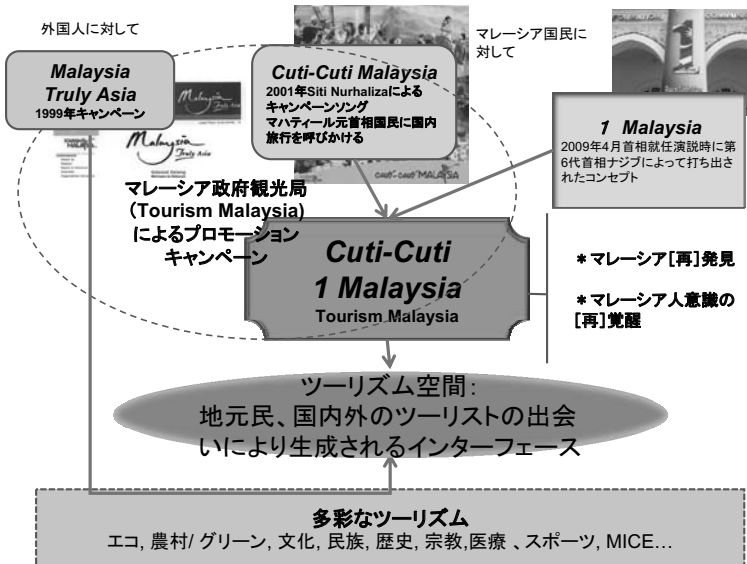 外国人に対して
マレーシア国民に
対して
Malaysia
Truly Asia
1999年キャンペーン
Malaysia
Malaysia
Truly Asia
Cuti-Cuti Malaysia
2001年Siti Nurhalizaによる
キャンペーンソング
マハティール元首相国民に国内
旅行を呼びかける
CUTI-CUTI MALAYSIA
1 Malaysia
2009年4月首相就任演説時に第
6代首相ナジブによって打ち出
されたコンセプト
マレーシア政府観光局
(Tourism Malaysia)
によるプロモーション
キャンペーン
Cuti-Cuti
1 Malaysia
Tourism Malaysia
＊マレーシア[再]発見
＊マレーシア人意識の
[再]覚醒
ツーリズム空間:
地元民、国内外のツーリストの出会
いにより生成されるインターフェース
多彩なツーリズム
エコ, 農村/ グリーン, 文化, 民族, 歴史, 宗教,医療 、スポーツ, MICE…